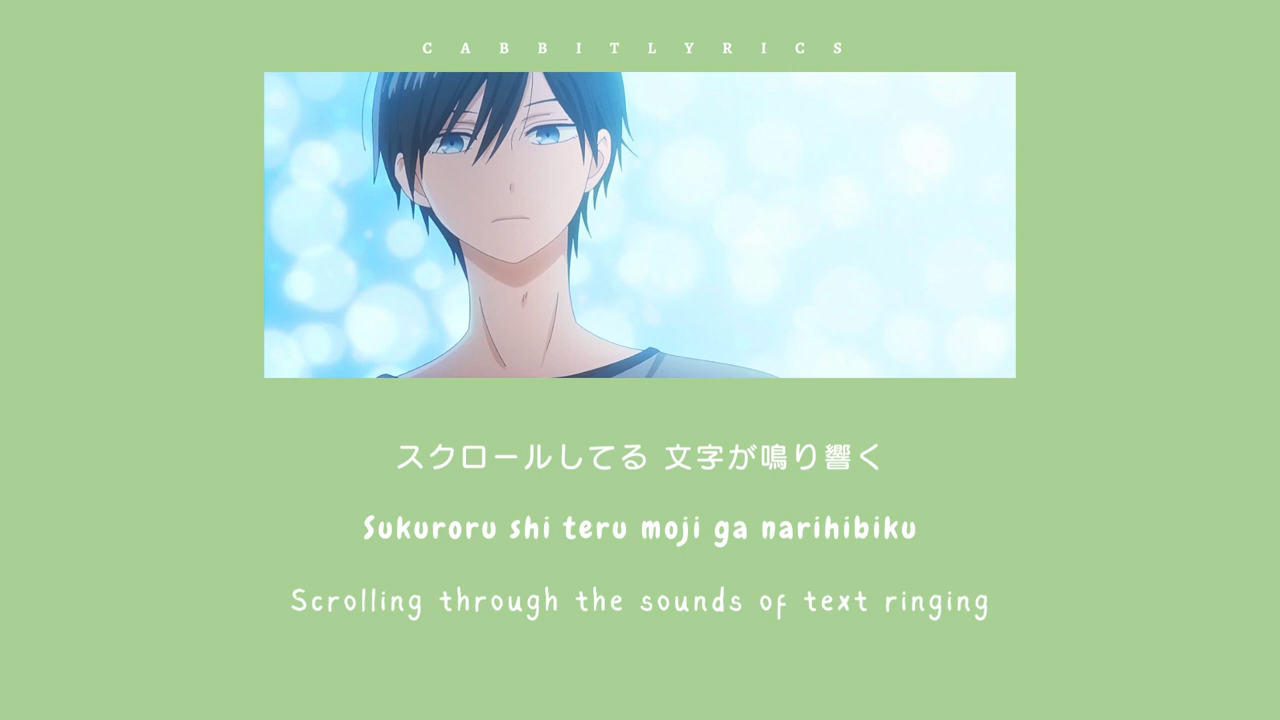 CABBITLYRICS
スクロールしてる 文字が鳴り響く
Sukuroru shi teru moji ga narihibiku
Scrolling through the sounds of text ringing